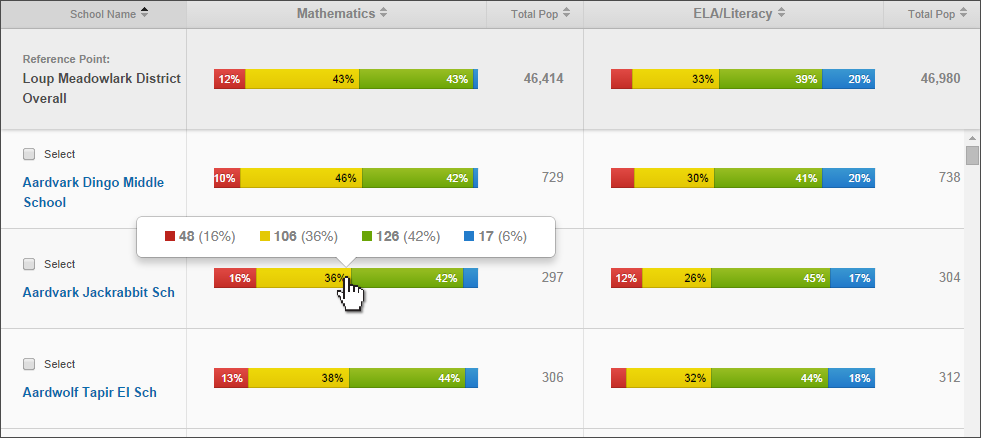 School Name Mathematics Total Pop ELA/Literacy Total Pop
Reference Point:
Loup Meadowlark District
Overall
12% 43% 43% 46,414 33% 39% 20% 46,980
Select
Aardvark Dingo Middle
School
10% 46% 42% 729 30% 41% 20% 738
48 (16%) 106 (36%) 126 (42%) 17 (6%)
Select
Aardvark Jackrabbit Sch
16% 36% 42% 297 12% 26% 45% 17% 304
Select
Aardwolf Tapir El Sch
13% 38% 44% 306 32% 44% 18% 312